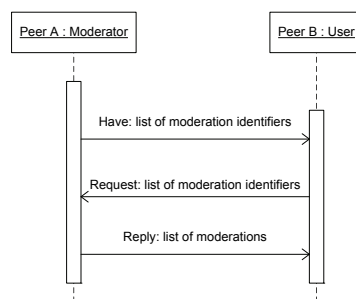 Peer A : Moderator
Peer B : User
Have: list of moderation identifiers
Request: list of moderation identifiers
Reply: list of moderations